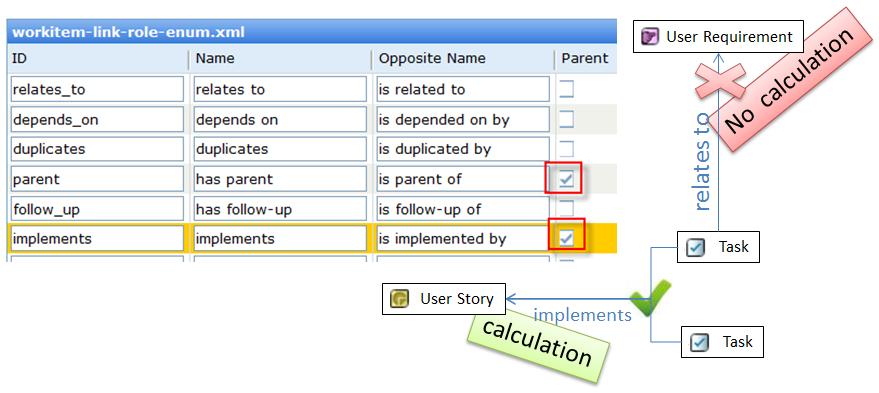 workitem-link-role-enum.xml
ID Name Opposite Name Parent
relates_to relates to is related to
depends_on depends on is depended on by
duplicates duplicates is duplicated by
parent has parent is parent of
follow_up has follow-up is follow-up of
implements implements is implemented by
User Requirement
No calculation
relates to
Task
User Story
implements
calculation
Task